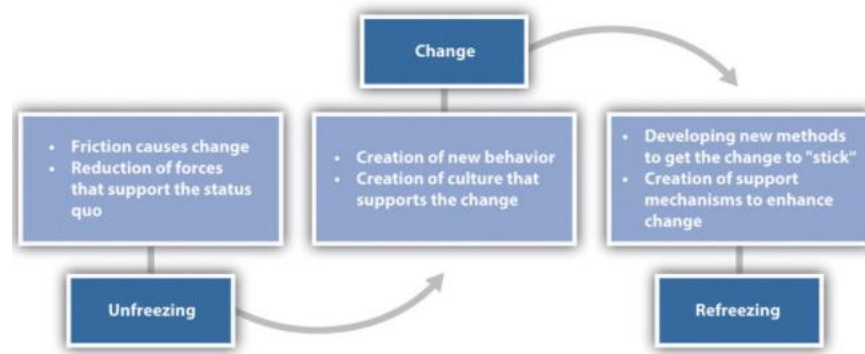 Change
• Friction causes change
• Reduction of forces
that support the status
quo
• Creation of new behavior
• Creation of culture that
supports the change
• Developing new methods
to get the change to "stick"
• Creation of support
mechanisms to enhance
change
Unfreezing
Refreezing